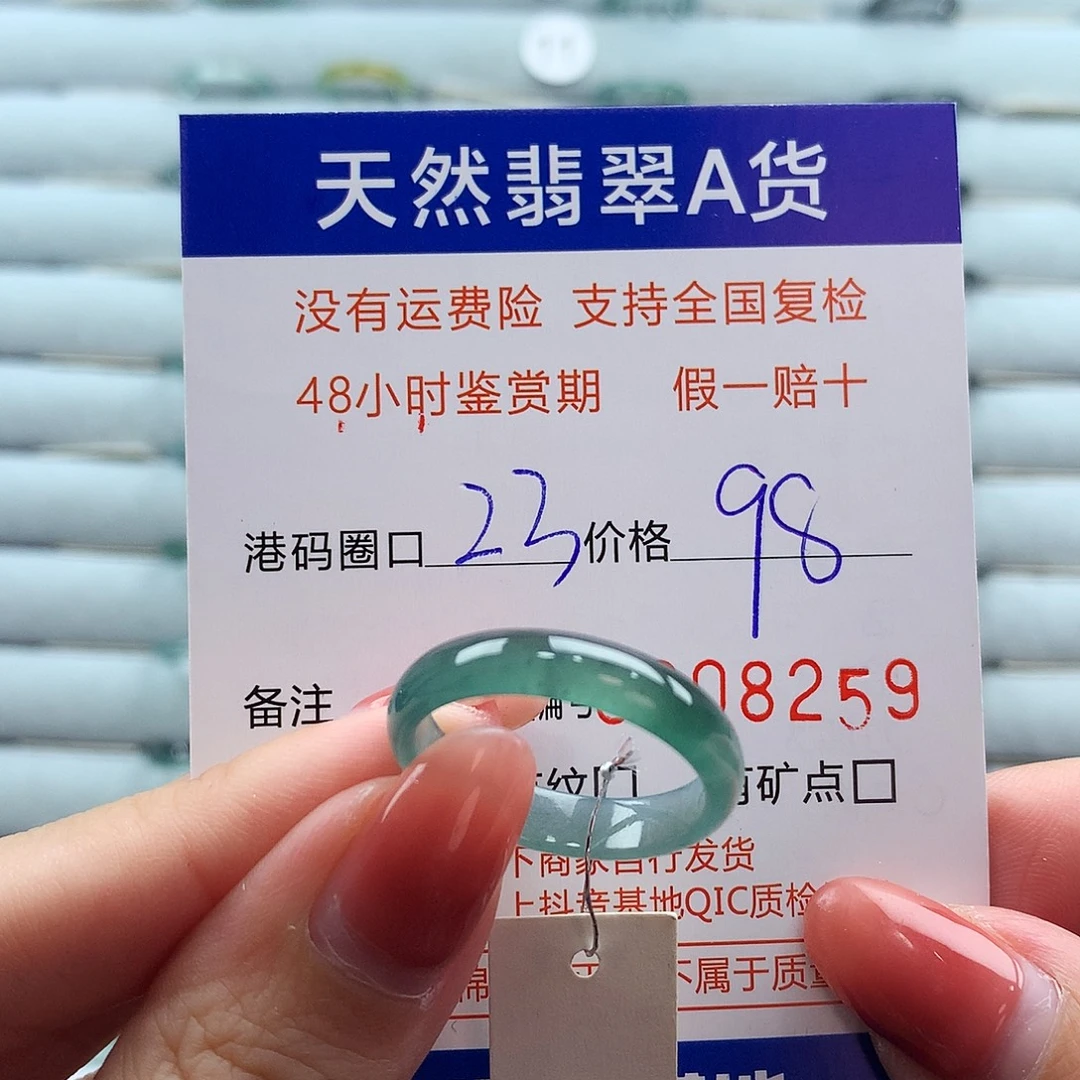 天然翡翠A货
没有运费险 支持全国复检
48小时鉴赏期 假一赔十
港码圈口 23 价格 98
备注 08259
纹□ 矿点□
下商家自行发货
上抖音基地QIC质检
棉 不属于质